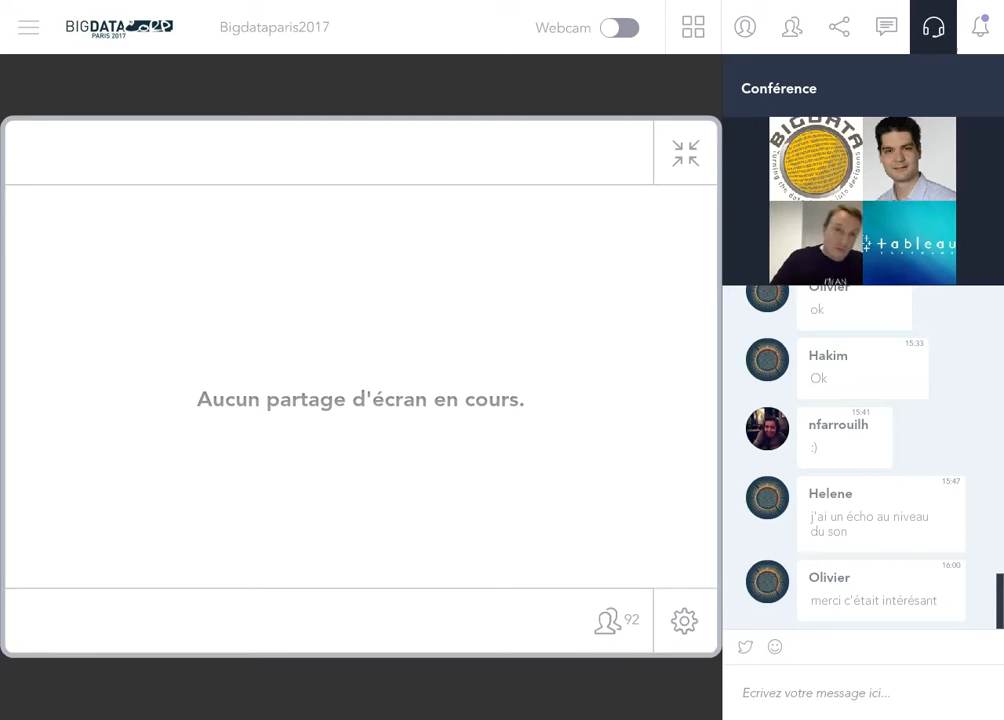 BIGDATA
PARIS 2017
Bigdataparis2017
Webcam
Conférence
BIGDATA
+ableau
Aucun partage d'écran en cours.
92
Olivier
ok
15:33
Hakim
Ok
15:41
nfarrouilh
:)
15:47
Helene
j'ai un écho au niveau
du son
16:00
Olivier
merci c'était intérésant
Ecrivez votre message ici...